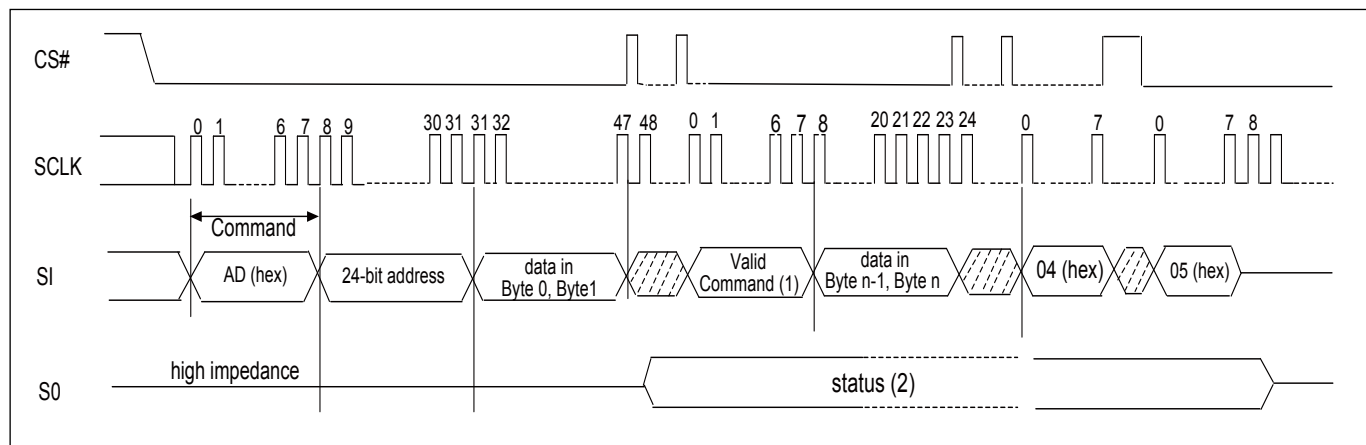 CS#
SCLK
0 1 6 7 8 9 30 31 31 32 47 48 0 1 6 7 8 20 21 22 23 24 0 7 0 7 8
Command
SI
AD (hex)
24-bit address
data in
Byte 0, Byte1
Valid
Command (1)
data in
Byte n-1, Byte n
04 (hex)
05 (hex)
S0
high impedance
status (2)